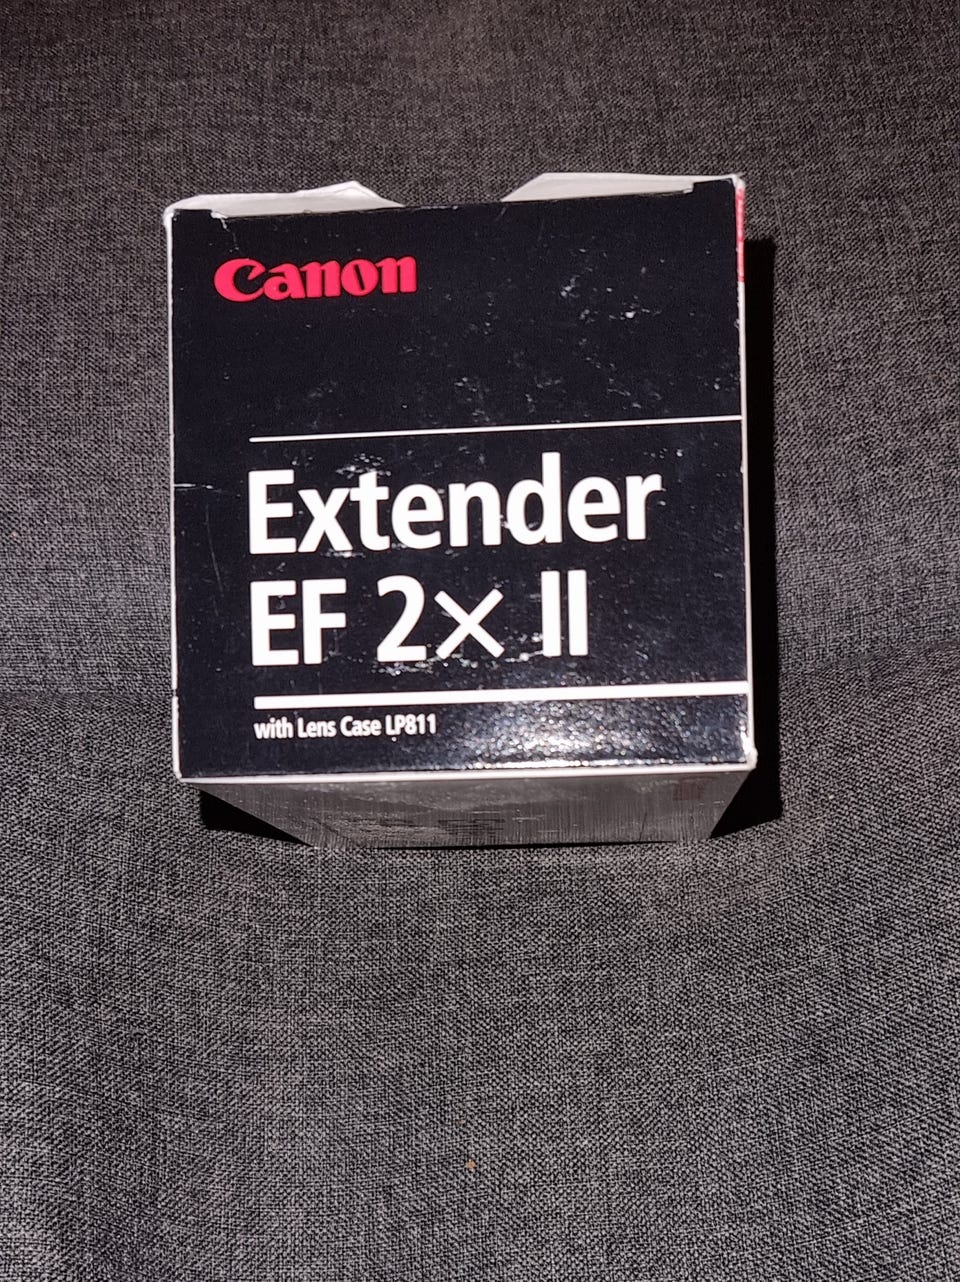 Canon
Extender
EF 2× II
with Lens Case LP811